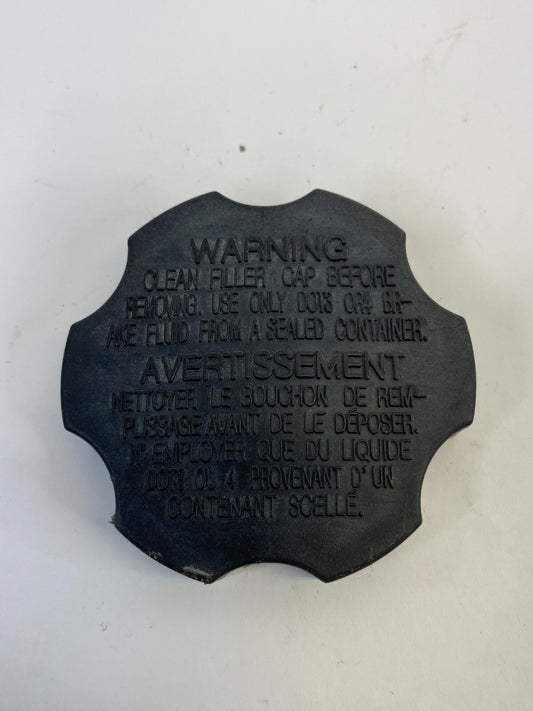 WARNING
CLEAN FILLER CAP BEFORE
REMOVING. USE ONLY DOT3 OR4 BR-
AKE FLUID FROM A SEALED CONTAINER.
AVERTISSEMENT
NETTOYER LE BOUCHON DE REM-
PLISSAGE AVANT DE LE DÉPOSER.
N'EMPLOYER QUE DU LIQUIDE
DOT3 OU 4 PROVENANT D'UN
CONTENANT SCELLÉ.